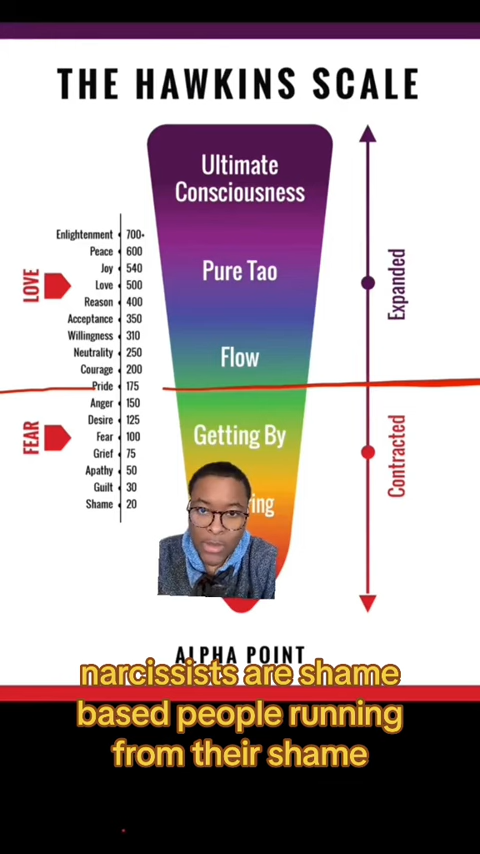 THE HAWKINS SCALE
Ultimate
Consciousness
Pure Tao
Flow
Getting By
Enlightenment 700+
Peace 600
Joy 540
Love 500
Reason 400
Acceptance 350
Willingness 310
Neutrality 250
Courage 200
Pride 175
Anger 150
Desire 125
Fear 100
Grief 75
Apathy 50
Guilt 30
Shame 20
LOVE
FEAR
Expanded
Contracted
ALPHA POINT
narcissists are shame
based people running
from their shame